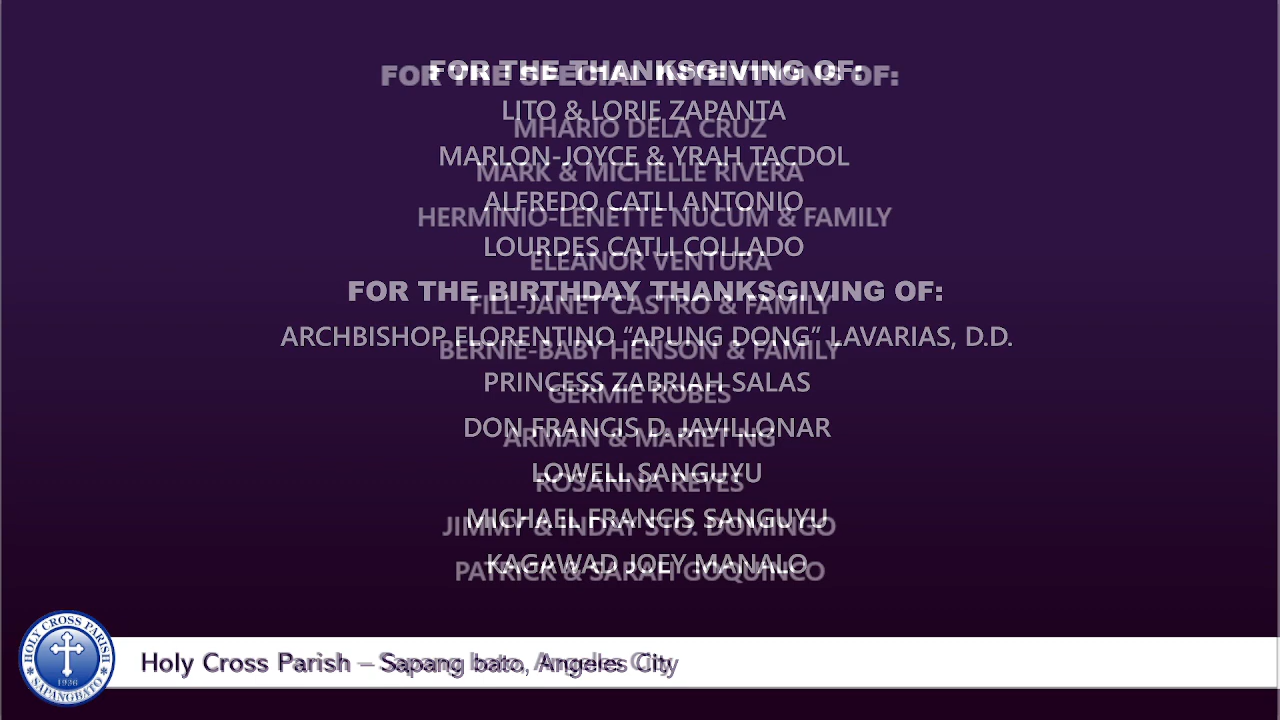 FOR THE THANKSGIVING OF:
LITO & LORIE ZAPANTA
MARLON-JOYCE & YRAH TACDOL
ALFREDO CATLI ANTONIO
LOURDES CATLI COLLADO
FOR THE BIRTHDAY THANKSGIVING OF:
ARCHBISHOP FLORENTINO “APUNG DONG” LAVARIAS, D.D.
PRINCESS ZABRIAH SALAS
DON FRANCIS D. JAVILLONAR
LOWELL SANGUYU
MICHAEL FRANCIS SANGUYU
KAGAWAD JOEY MANALO
FOR THE SPECIAL INTENTIONS OF:
MHARIO DELA CRUZ
MARK & MICHELLE RIVERA
HERMINIO-LENETTE NUCUM & FAMILY
ELEANOR VENTURA
FILL-JANET CASTRO & FAMILY
BERNIE-BABY HENSON & FAMILY
GERMIE ROBES
ARMAN & MARIET NG
ROSANNA REYES
JIMMY & INDAY STO. DOMINGO
PATRICK & SARAH GOQUINCO
HOLY CROSS PARISH
1936
SAPANGBATO
Holy Cross Parish – Sapang bato, Angeles City